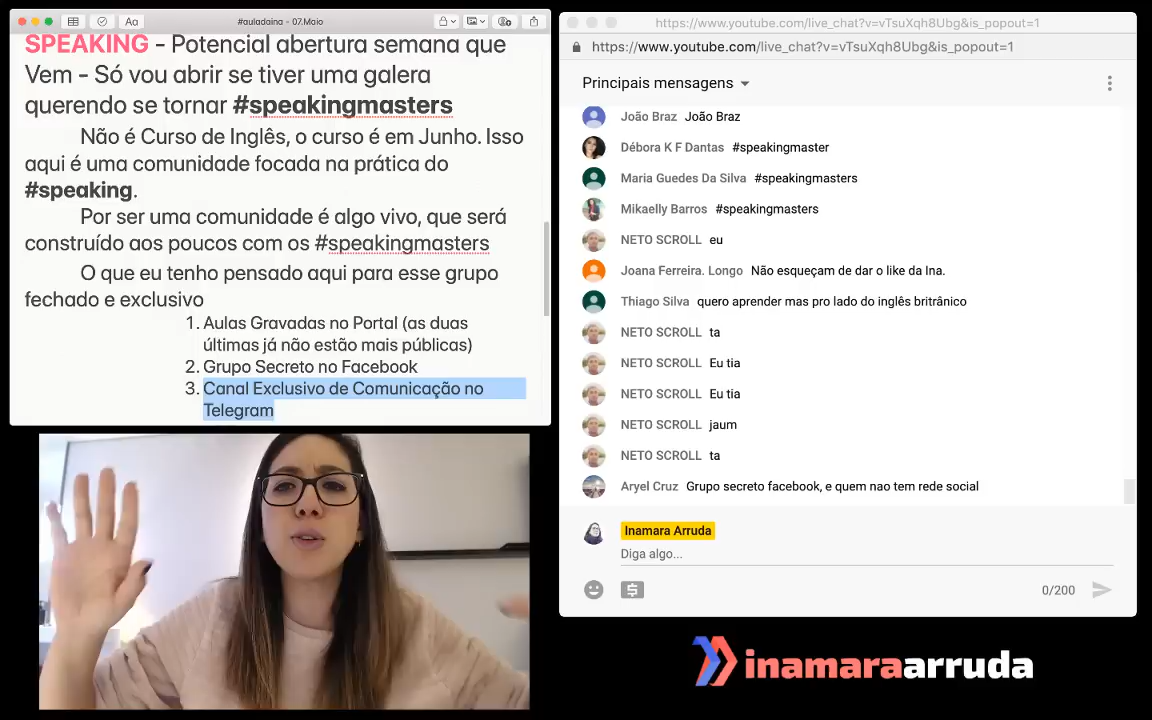 #auladaina - 07.Maio
Aa
SPEAKING - Potencial abertura semana que
Vem - Só vou abrir se tiver uma galera
querendo se tornar #speakingmasters
Não é Curso de Inglês, o curso é em Junho. Isso
aqui é uma comunidade focada na prática do
#speaking.
Por ser uma comunidade é algo vivo, que será
construído aos poucos com os #speakingmasters
O que eu tenho pensado aqui para esse grupo
fechado e exclusivo
1. Aulas Gravadas no Portal (as duas
últimas já não estão mais públicas)
2. Grupo Secreto no Facebook
3. Canal Exclusivo de Comunicação no
Telegram
https://www.youtube.com/live_chat?v=vTsuXqh8Ubg&is_popout=1
https://www.youtube.com/live_chat?v=vTsuXqh8Ubg&is_popout=1
Principais mensagens
João Braz João Braz
Débora K F Dantas #speakingmaster
Maria Guedes Da Silva #speakingmasters
Mikaelly Barros #speakingmasters
NETO SCROLL eu
Joana Ferreira. Longo Não esqueçam de dar o like da Ina.
Thiago Silva quero aprender mas pro lado do inglês britrânico
NETO SCROLL ta
NETO SCROLL Eu tia
NETO SCROLL Eu tia
NETO SCROLL jaum
NETO SCROLL ta
Aryel Cruz Grupo secreto facebook, e quem nao tem rede social
Inamara Arruda
Diga algo...
0/200
inamaraarruda